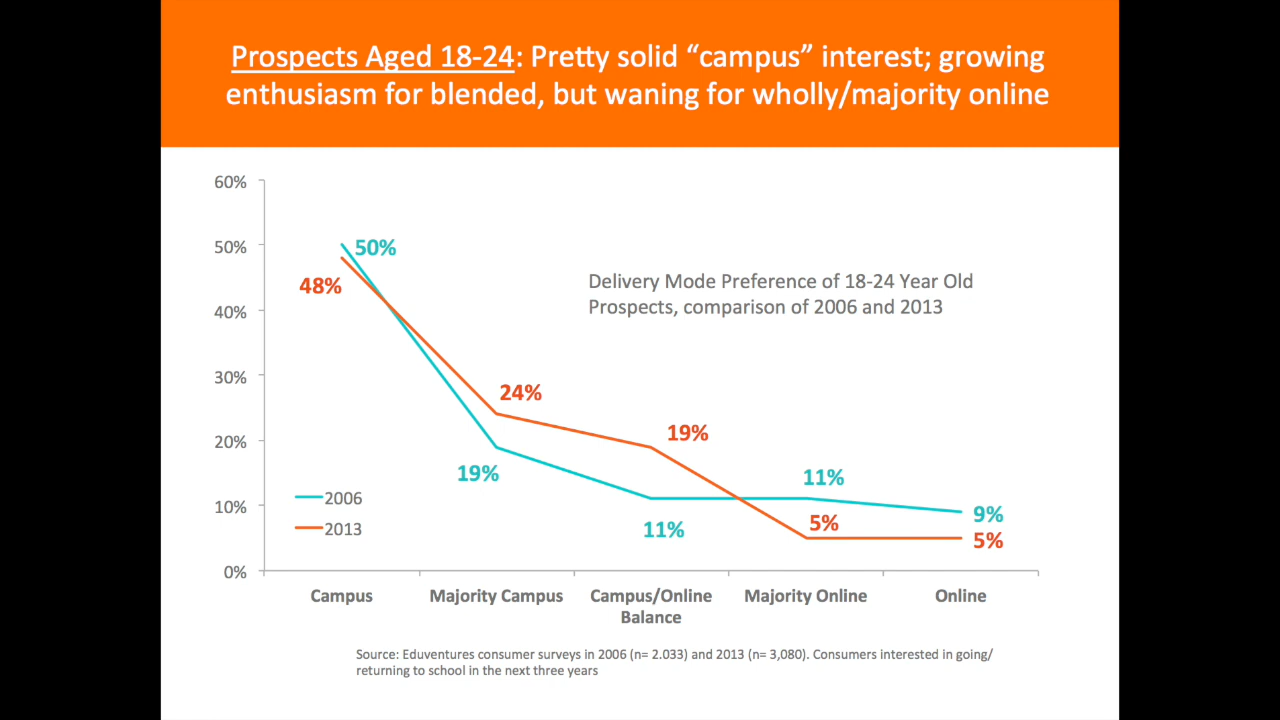 Prospects Aged 18-24: Pretty solid “campus” interest; growing
enthusiasm for blended, but waning for wholly/majority online
60%
50%
40%
30%
20%
10%
0%
50%
48%
24%
19%
19%
11%
11%
5%
9%
5%
Delivery Mode Preference of 18-24 Year Old
Prospects, comparison of 2006 and 2013
2006
2013
Campus
Majority Campus
Campus/Online
Balance
Majority Online
Online
Source: Eduventures consumer surveys in 2006 (n= 2.033) and 2013 (n= 3,080). Consumers interested in going/
returning to school in the next three years